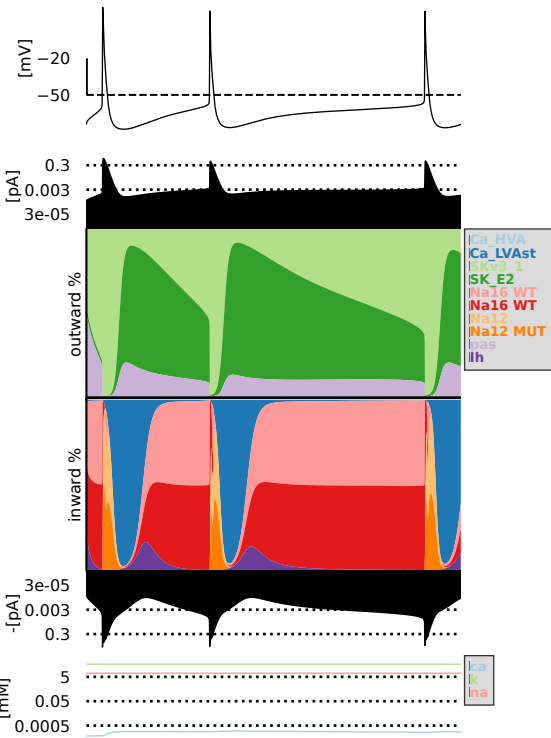 [mV]
−20
−50
[pA]
0.3
0.003
3e-05
outward %
Ca_HVA
Ca_LVAst
SKv3_1
SK_E2
Na16 WT
Na16 WT
Na12
Na12 MUT
pas
Ih
inward %
-[pA]
3e-05
0.003
0.3
[mM]
5
0.05
0.0005
ca
k
na